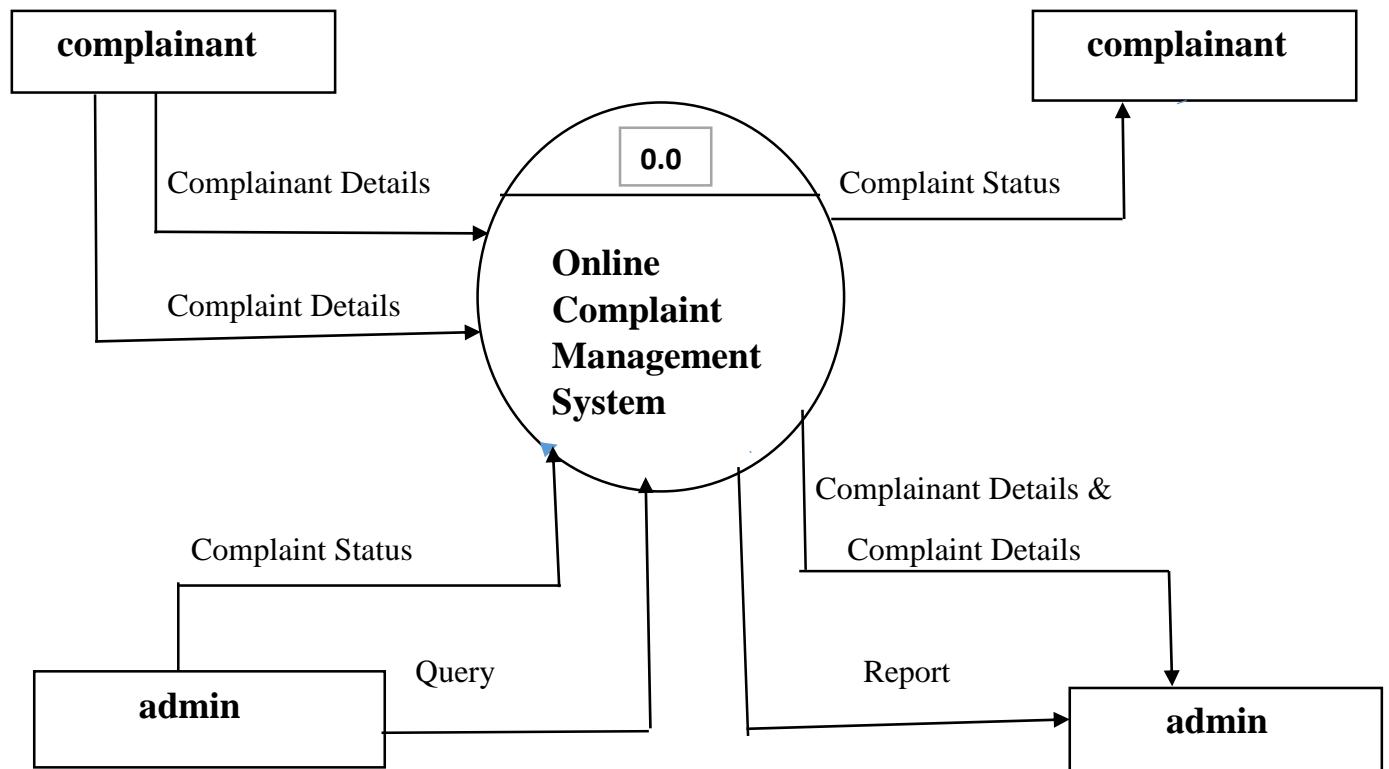 complainant
complainant
0.0
Complainant Details
Complaint Status
Online
Complaint
Management
System
Complaint Details
Complainant Details &
Complaint Details
Complaint Status
Query
Report
admin
admin